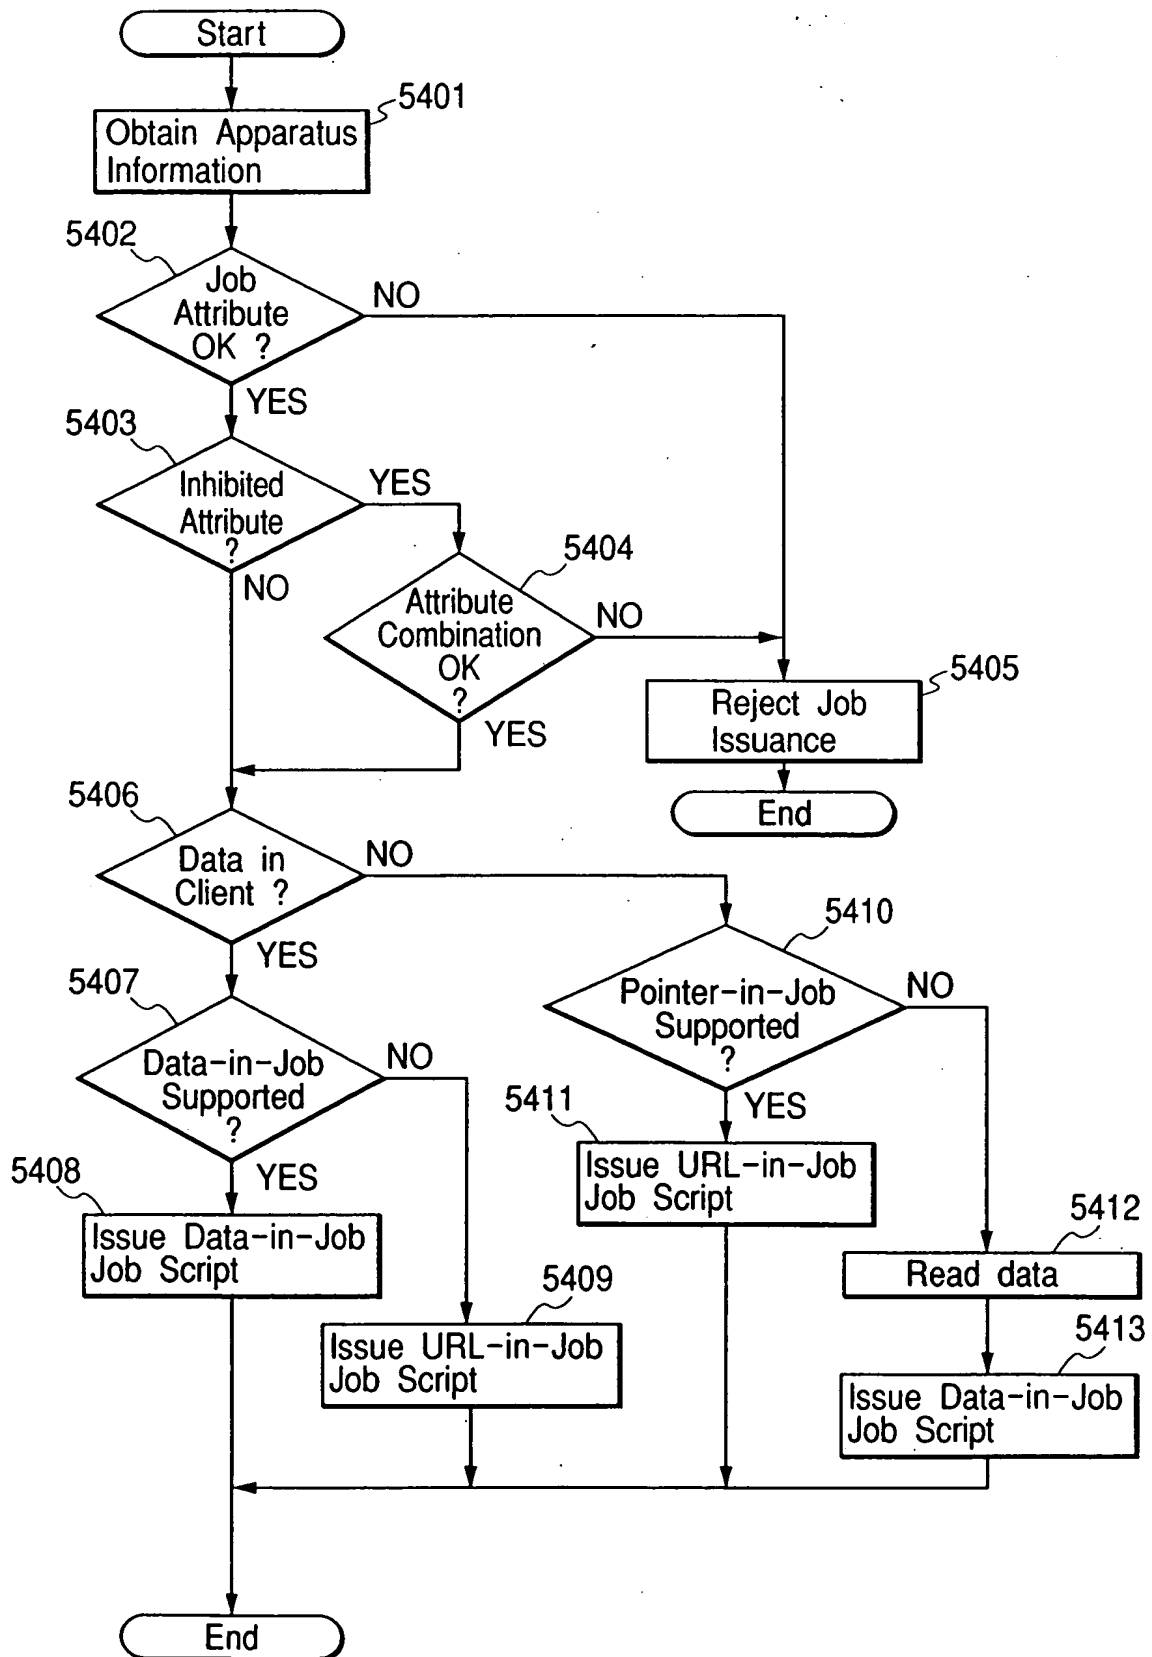 Start
5401
Obtain Apparatus
Information
5402
Job
Attribute
OK ?
NO
YES
5403
Inhibited
Attribute
?
YES
NO
5404
Attribute
Combination
OK
?
NO
YES
5405
Reject Job
Issuance
End
5406
Data in
Client ?
NO
YES
5410
Pointer-in-Job
Supported
?
NO
YES
5407
Data-in-Job
Supported
?
NO
YES
5408
Issue Data-in-Job
Job Script
5411
Issue URL-in-Job
Job Script
5412
Read data
5409
Issue URL-in-Job
Job Script
5413
Issue Data-in-Job
Job Script
End